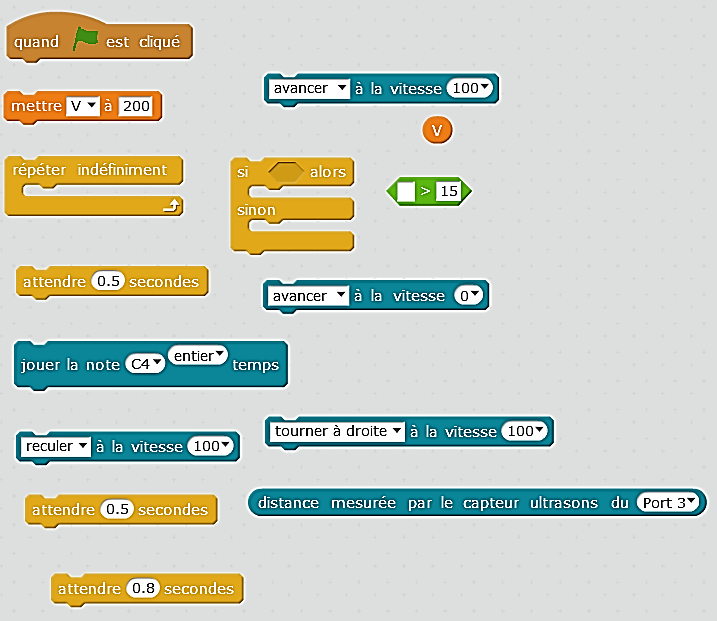 quand est cliqué
avancer à la vitesse 100
mettre V à 200
V
répéter indéfiniment
si alors
> 15
sinon
attendre 0.5 secondes
avancer à la vitesse 0
jouer la note C4 entier temps
tourner à droite à la vitesse 100
reculer à la vitesse 100
distance mesurée par le capteur ultrasons du Port 3
attendre 0.5 secondes
attendre 0.8 secondes